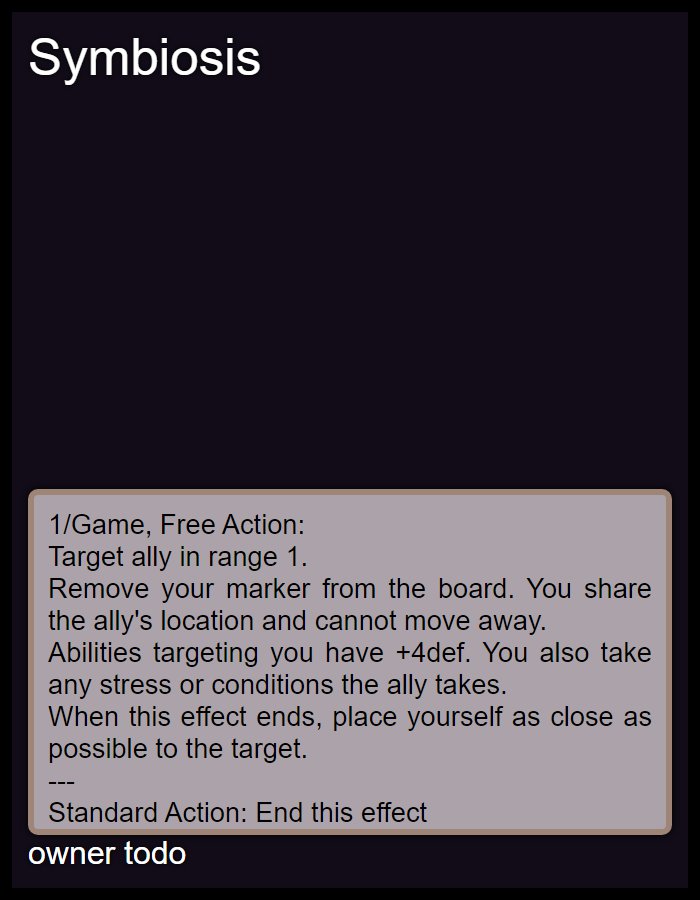 Symbiosis
1/Game, Free Action:
Target ally in range 1.
Remove your marker from the board. You share
the ally's location and cannot move away.
Abilities targeting you have +4def. You also take
any stress or conditions the ally takes.
When this effect ends, place yourself as close as
possible to the target.
---
Standard Action: End this effect
owner todo